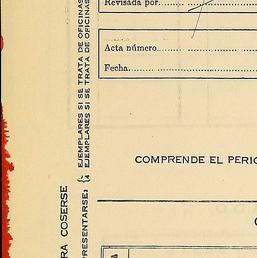 Revisada por
Acta número
Fecha
COMPRENDE EL PERIO
RA COSERSE
PRESENTARSE:
EJEMPLARES SI SE TRATA DE OFICINAS
4 EJEMPLARES SI SE TRATA DE OFICINAS